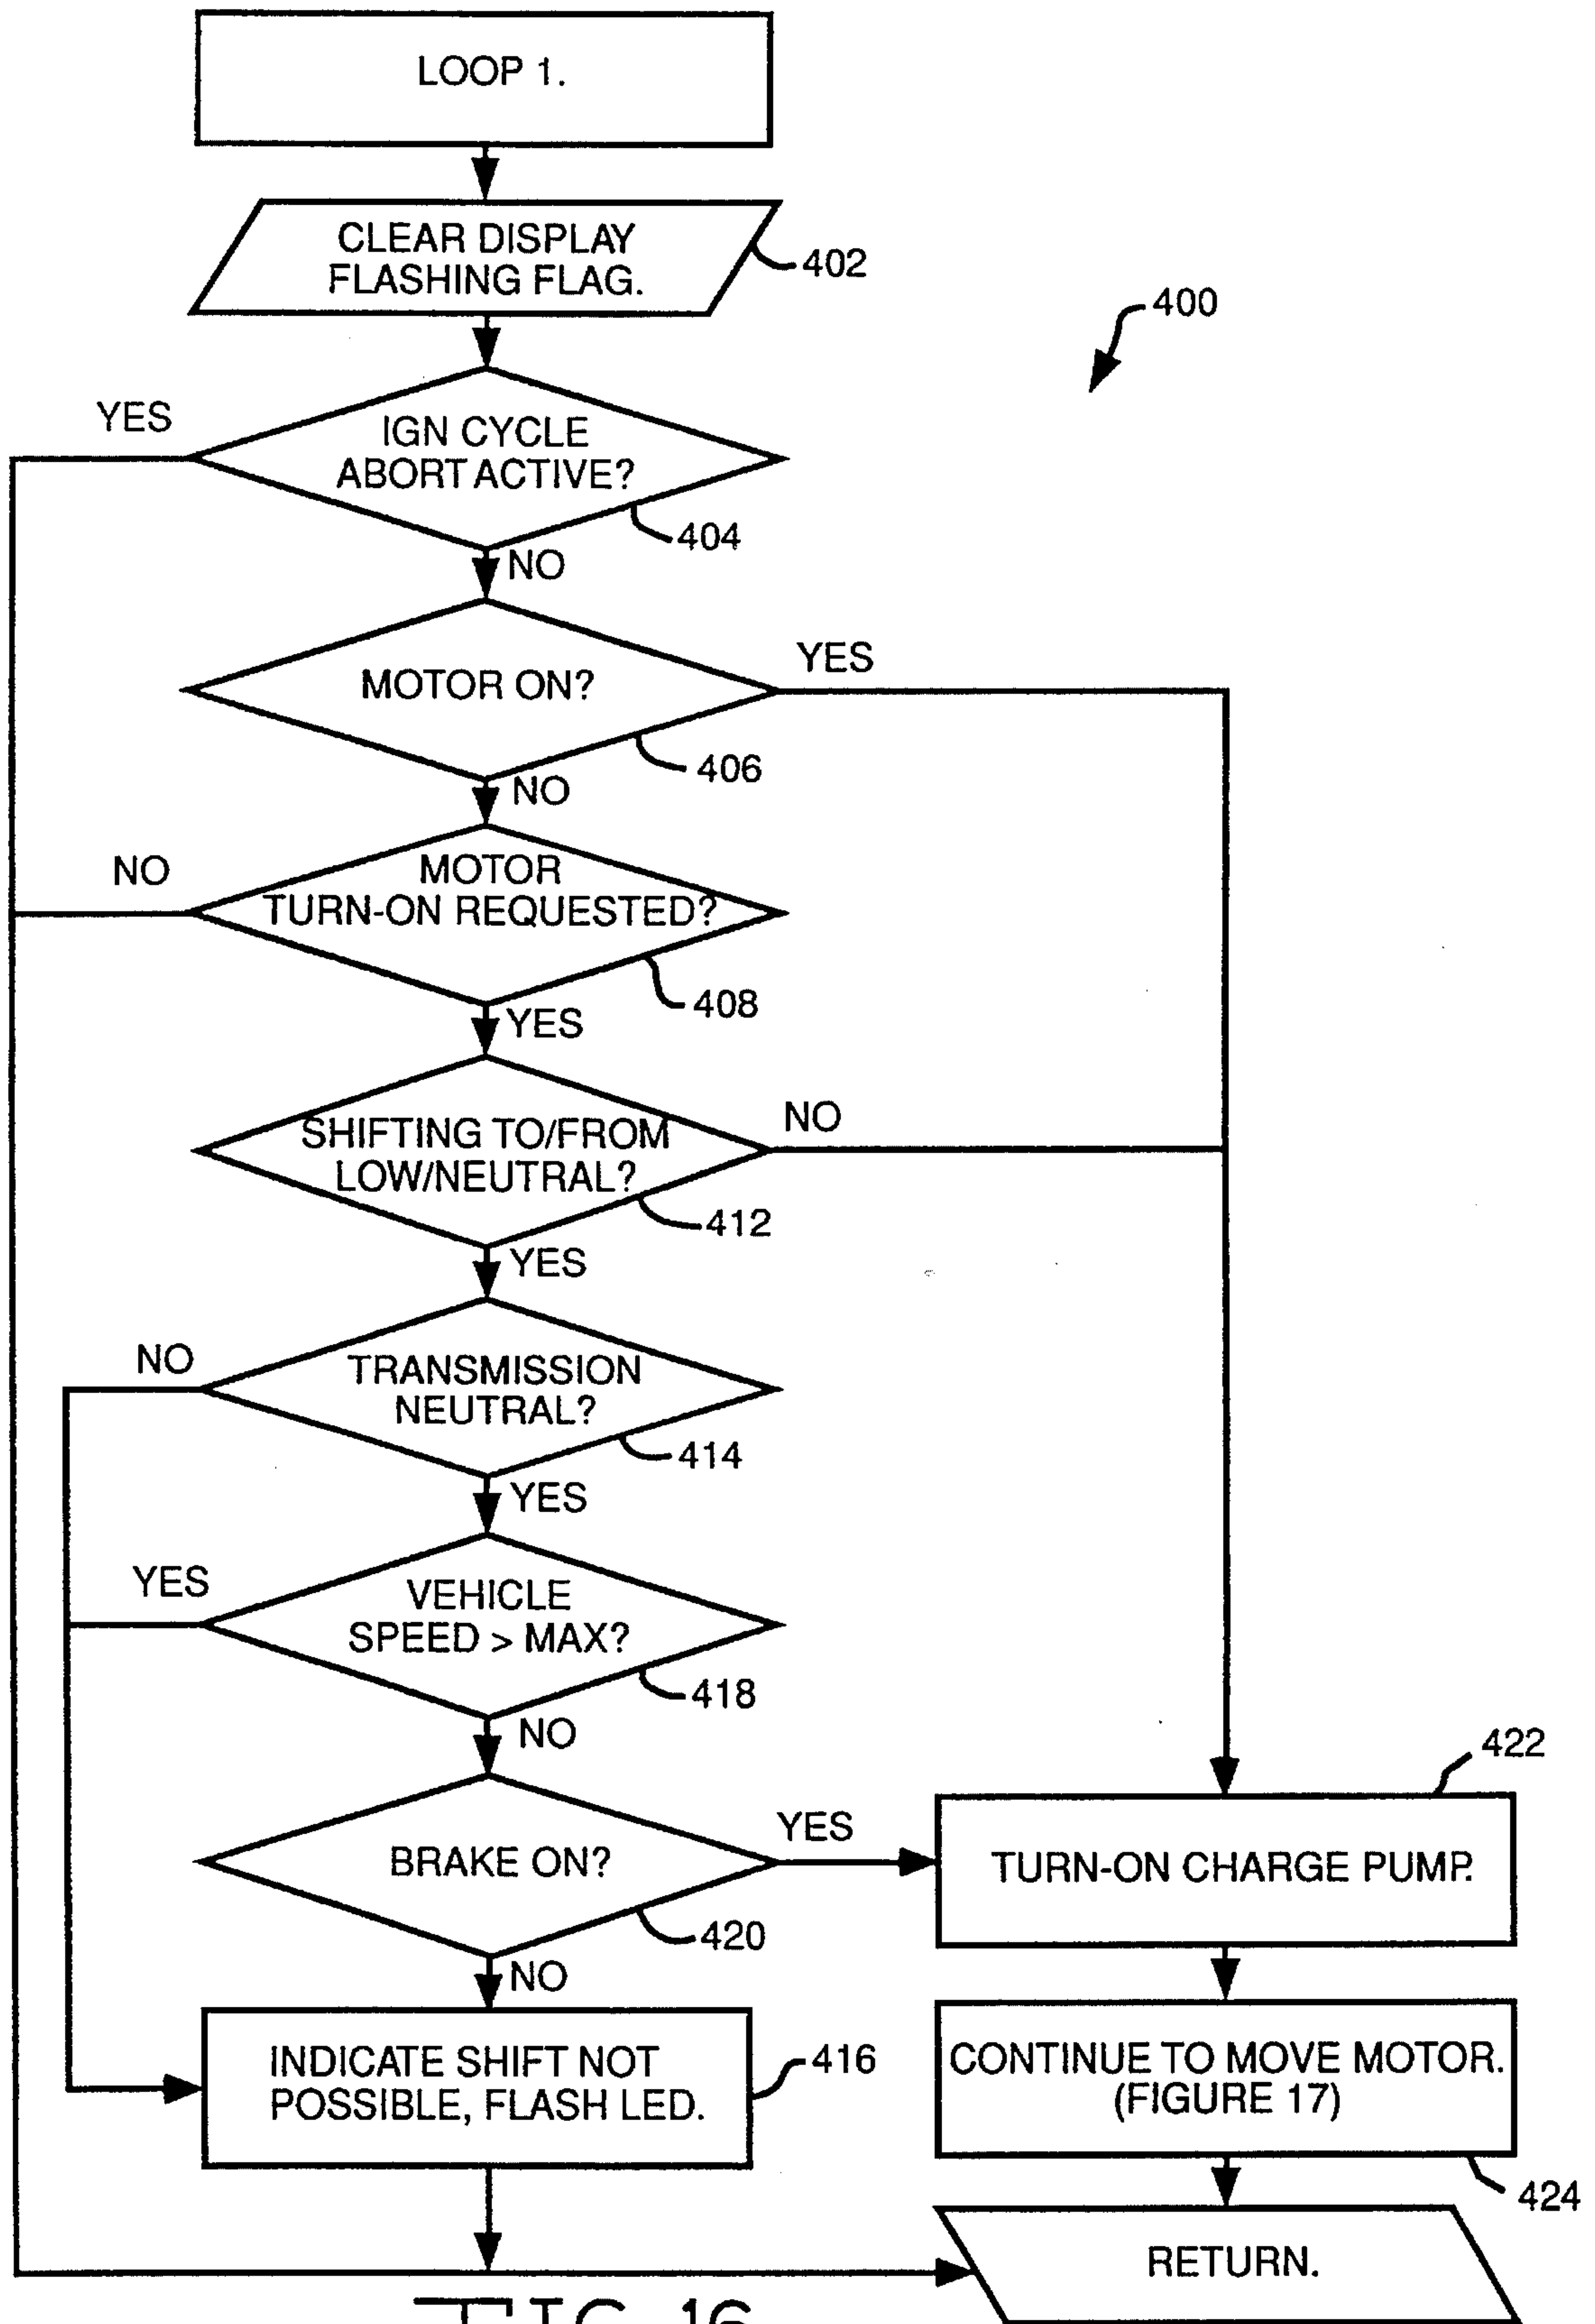 LOOP 1.
CLEAR DISPLAY
FLASHING FLAG.
402
400
YES
IGN CYCLE
ABORT ACTIVE?
404
NO
MOTOR ON?
YES
406
NO
NO
MOTOR
TURN-ON REQUESTED?
408
YES
SHIFTING TO/FROM
LOW/NEUTRAL?
NO
412
YES
NO
TRANSMISSION
NEUTRAL?
414
YES
YES
VEHICLE
SPEED > MAX?
418
NO
BRAKE ON?
YES
420
NO
422
TURN-ON CHARGE PUMP.
INDICATE SHIFT NOT
POSSIBLE, FLASH LED.
416
CONTINUE TO MOVE MOTOR.
(FIGURE 17)
424
RETURN.
FIG. 16